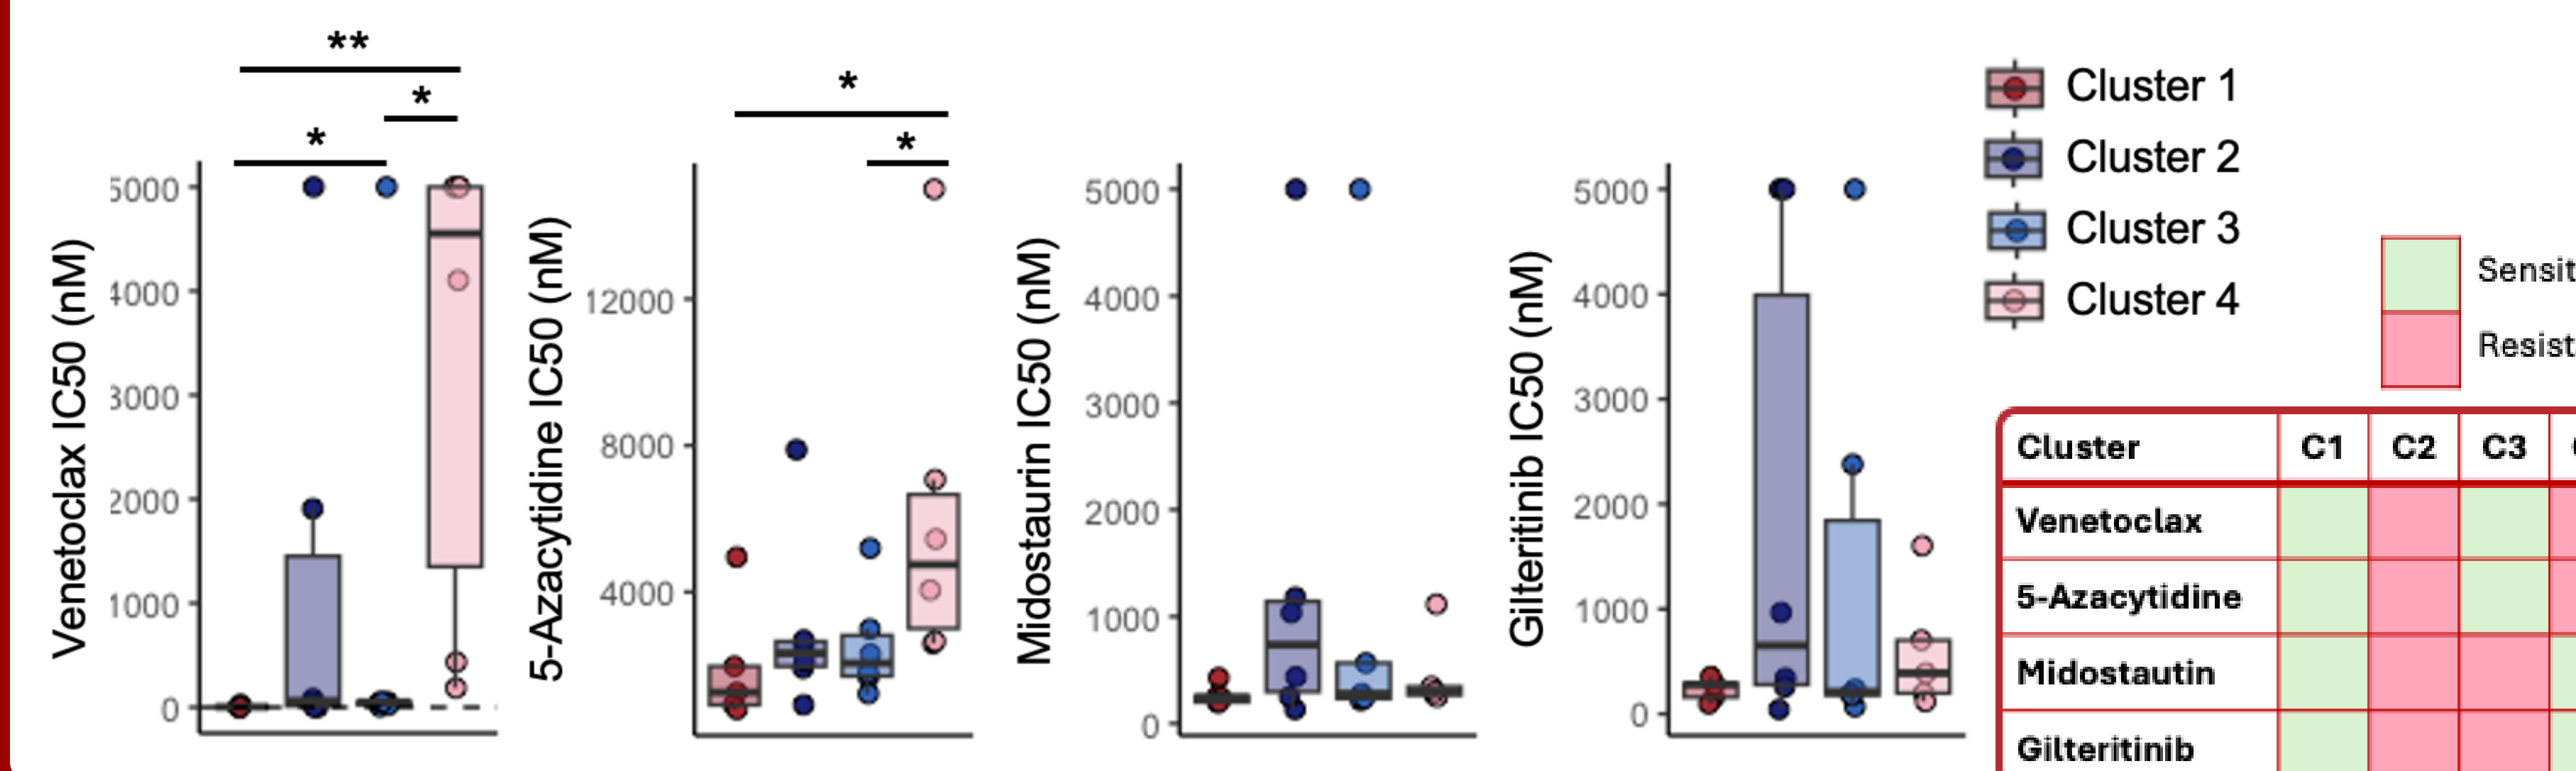 **
*
*
Venetoclax IC50 (nM)
5000
4000
3000
2000
1000
0
*
*
5-Azacytidine IC50 (nM)
12000
8000
4000
Midostaurin IC50 (nM)
5000
4000
3000
2000
1000
0
Gilteritinib IC50 (nM)
5000
4000
3000
2000
1000
0
Cluster 1
Cluster 2
Cluster 3
Cluster 4
Sensit
Resist
Cluster C1 C2 C3
Venetoclax
5-Azacytidine
Midostautin
Gilteritinib